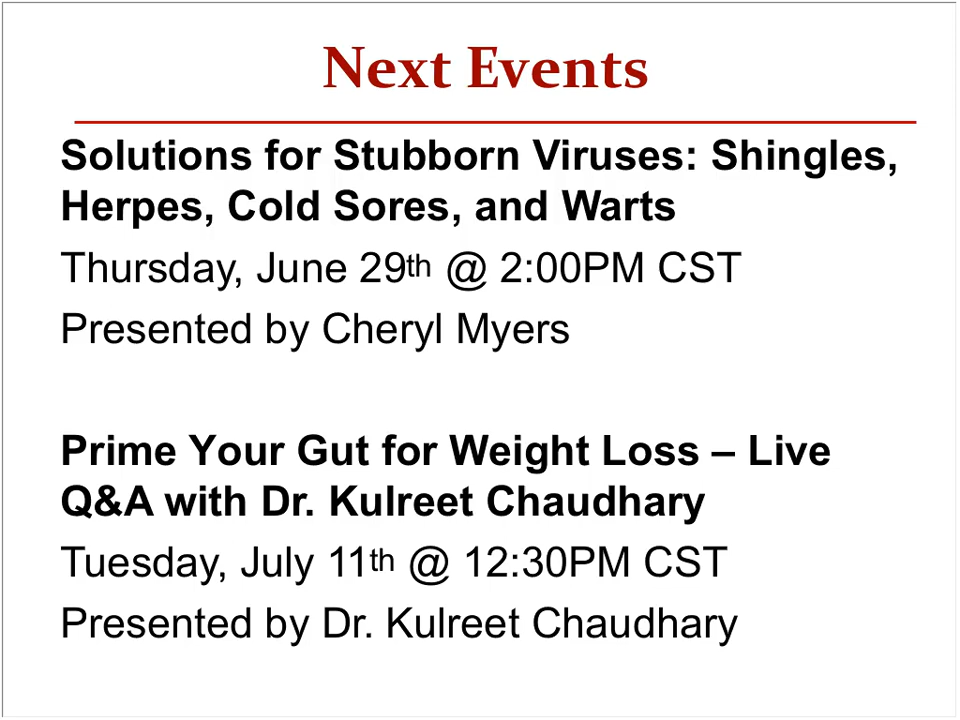 Next Events
Solutions for Stubborn Viruses: Shingles,
Herpes, Cold Sores, and Warts
Thursday, June 29th @ 2:00PM CST
Presented by Cheryl Myers
Prime Your Gut for Weight Loss – Live
Q&A with Dr. Kulreet Chaudhary
Tuesday, July 11th @ 12:30PM CST
Presented by Dr. Kulreet Chaudhary